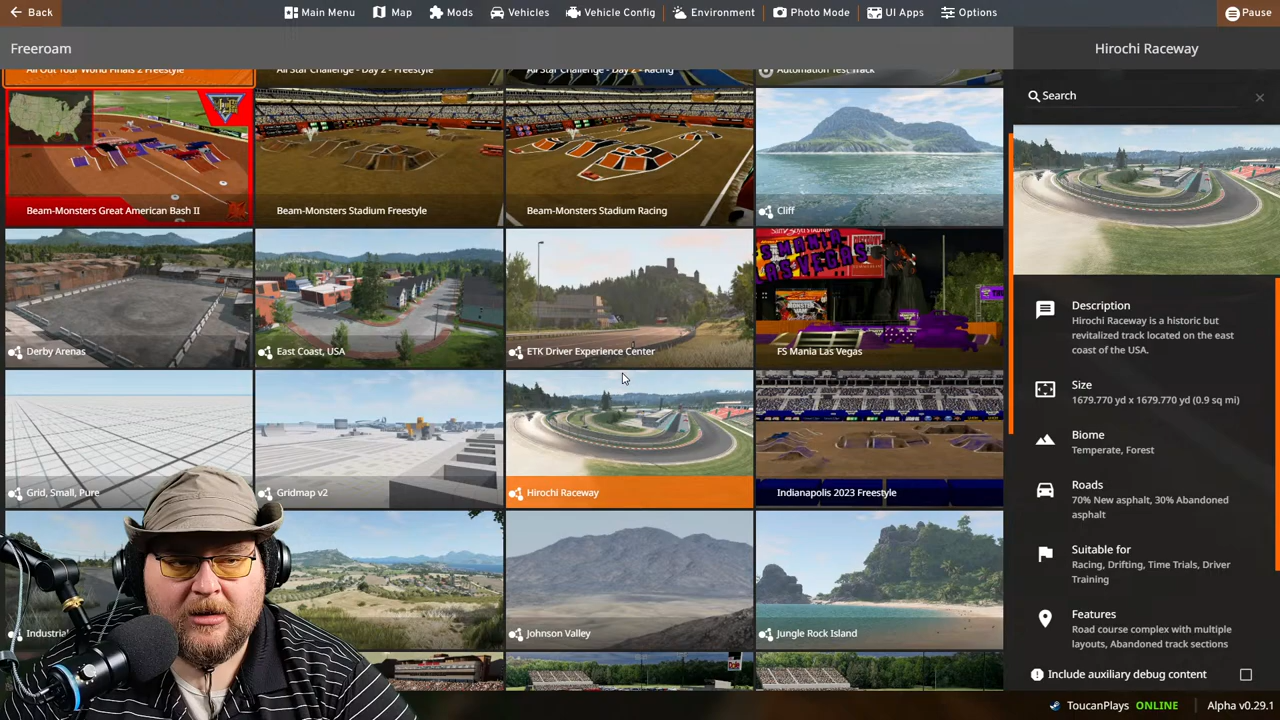 Back
Main Menu
Map
Mods
Vehicles
Vehicle Config
Environment
Photo Mode
UI Apps
Options
Pause
Freeroam
Hirochi Raceway
All Out Tour World Finals 2 Freestyle
All Star Challenge - Day 2 - Freestyle
All Star Challenge - Day 2 - Racing
Automation Test Track
Search
Beam-Monsters Great American Bash II
Beam-Monsters Stadium Freestyle
Beam-Monsters Stadium Racing
Cliff
Derby Arenas
East Coast, USA
ETK Driver Experience Center
MANIA
LAS VEGAS
FS Mania Las Vegas
Grid, Small, Pure
Gridmap v2
Hirochi Raceway
Indianapolis 2023 Freestyle
Industrial
Johnson Valley
Jungle Rock Island
Description
Hirochi Raceway is a historic but
revitalized track located on the east
coast of the USA.
Size
1679.770 yd x 1679.770 yd (0.9 sq mi)
Biome
Temperate, Forest
Roads
70% New asphalt, 30% Abandoned
asphalt
Suitable for
Racing, Drifting, Time Trials, Driver
Training
Features
Road course complex with multiple
layouts, Abandoned track sections
Include auxiliary debug content
ToucanPlays ONLINE
Alpha v0.29.1